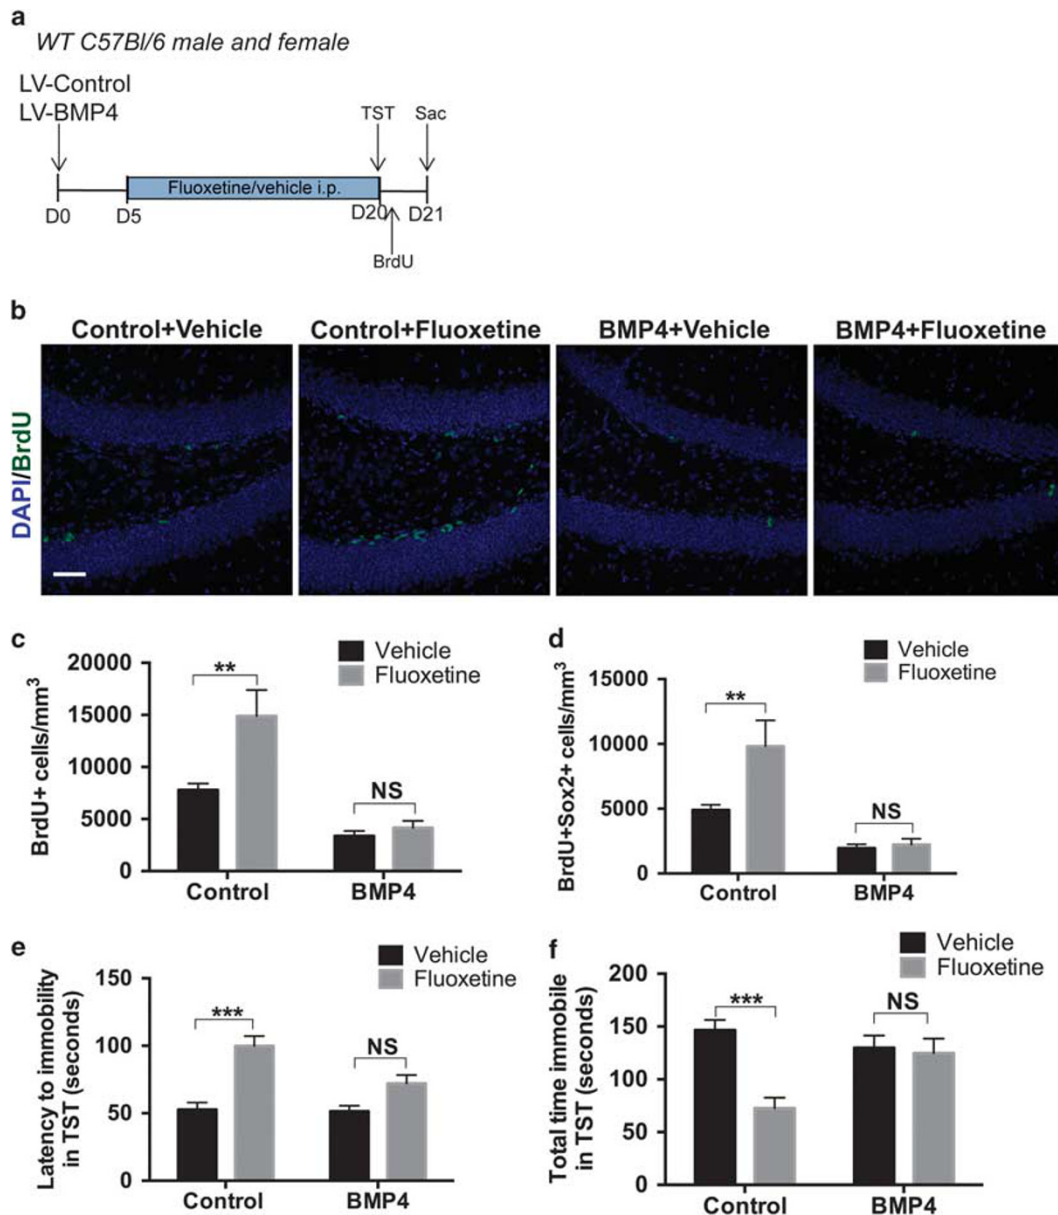 a
WT C57Bl/6 male and female
LV-Control
LV-BMP4
TST
Sac
Fluoxetine/vehicle i.p.
D0
D5
D20
D21
BrdU
b
Control+Vehicle
Control+Fluoxetine
BMP4+Vehicle
BMP4+Fluoxetine
DAPI/BrdU
c
Vehicle
Fluoxetine
BrdU+ cells/mm³
20000
15000
10000
5000
0
**
NS
Control
BMP4
d
Vehicle
Fluoxetine
BrdU+Sox2+ cells/mm³
15000
10000
5000
0
**
NS
Control
BMP4
e
Vehicle
Fluoxetine
Latency to immobility
in TST (seconds)
150
100
50
0
***
NS
Control
BMP4
f
Vehicle
Fluoxetine
Total time immobile
in TST (seconds)
200
150
100
50
0
***
NS
Control
BMP4